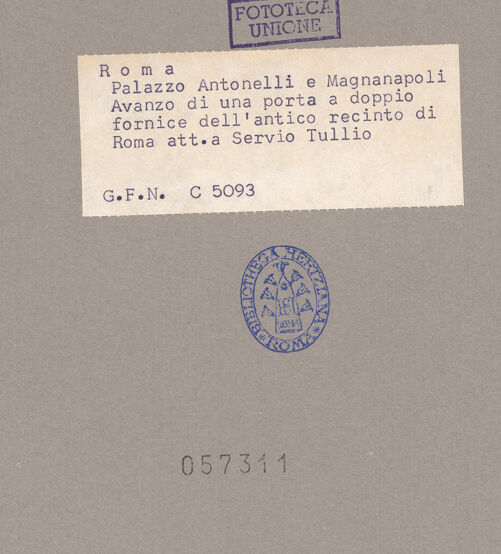 FOTOTECA
UNIONE
Roma
Palazzo Antonelli e Magnanapoli
Avanzo di una porta a doppio
fornice dell'antico recinto di
Roma att.a Servio Tullio
G.F.N. C 5093
BIBLIOTHECA HERTZIANA
ROMA
057311